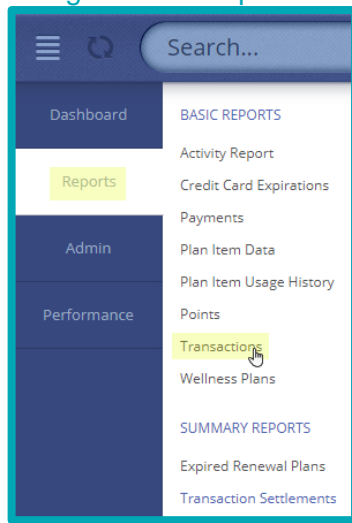 Search...
Dashboard
Reports
Admin
Performance
BASIC REPORTS
Activity Report
Credit Card Expirations
Payments
Plan Item Data
Plan Item Usage History
Points
Transactions
Wellness Plans
SUMMARY REPORTS
Expired Renewal Plans
Transaction Settlements